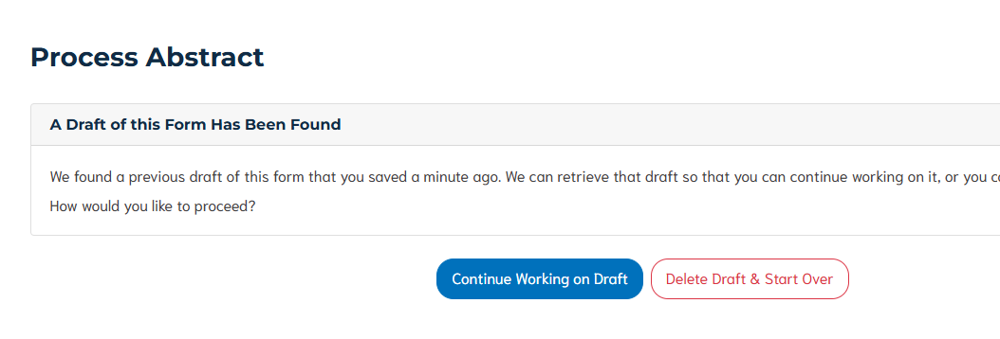 Process Abstract
A Draft of this Form Has Been Found
We found a previous draft of this form that you saved a minute ago. We can retrieve that draft so that you can continue working on it, or you
How would you like to proceed?
Continue Working on Draft
Delete Draft & Start Over